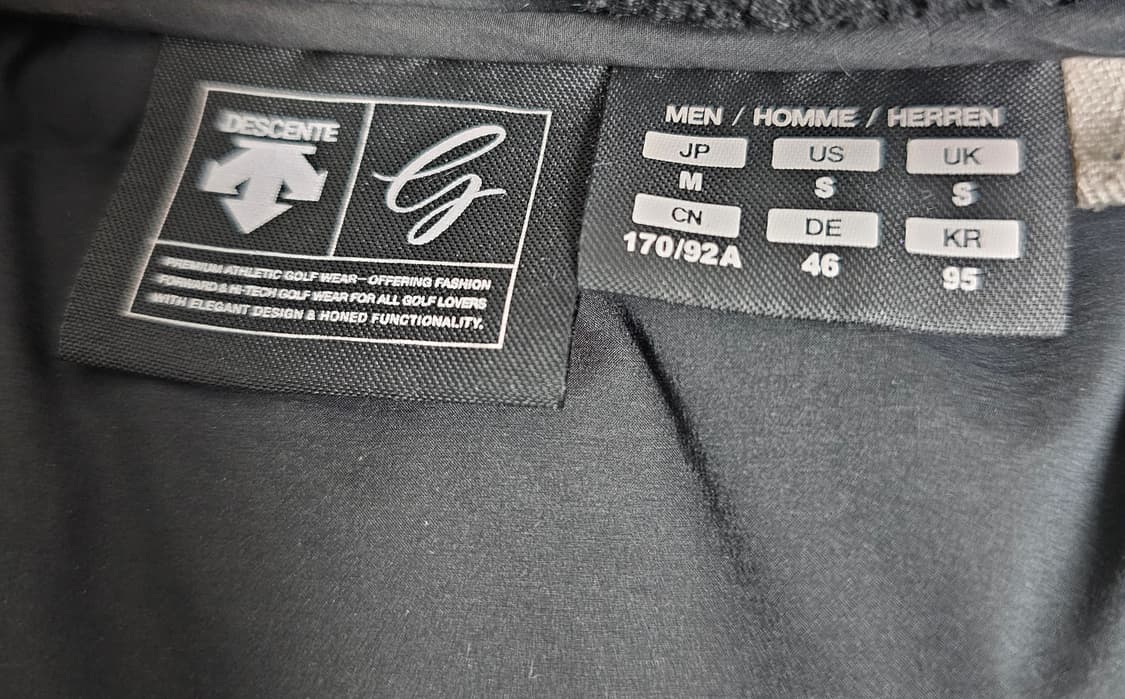 DESCENTE
PREMIUM ATHLETIC GOLF WEAR—OFFERING FASHION
FORWARD & HI-TECH GOLF WEAR FOR ALL GOLF LOVERS
WITH ELEGANT DESIGN & HONED FUNCTIONALITY.
MEN / HOMME / HERREN
JP US UK
M S S
CN DE KR
170/92A 46 95